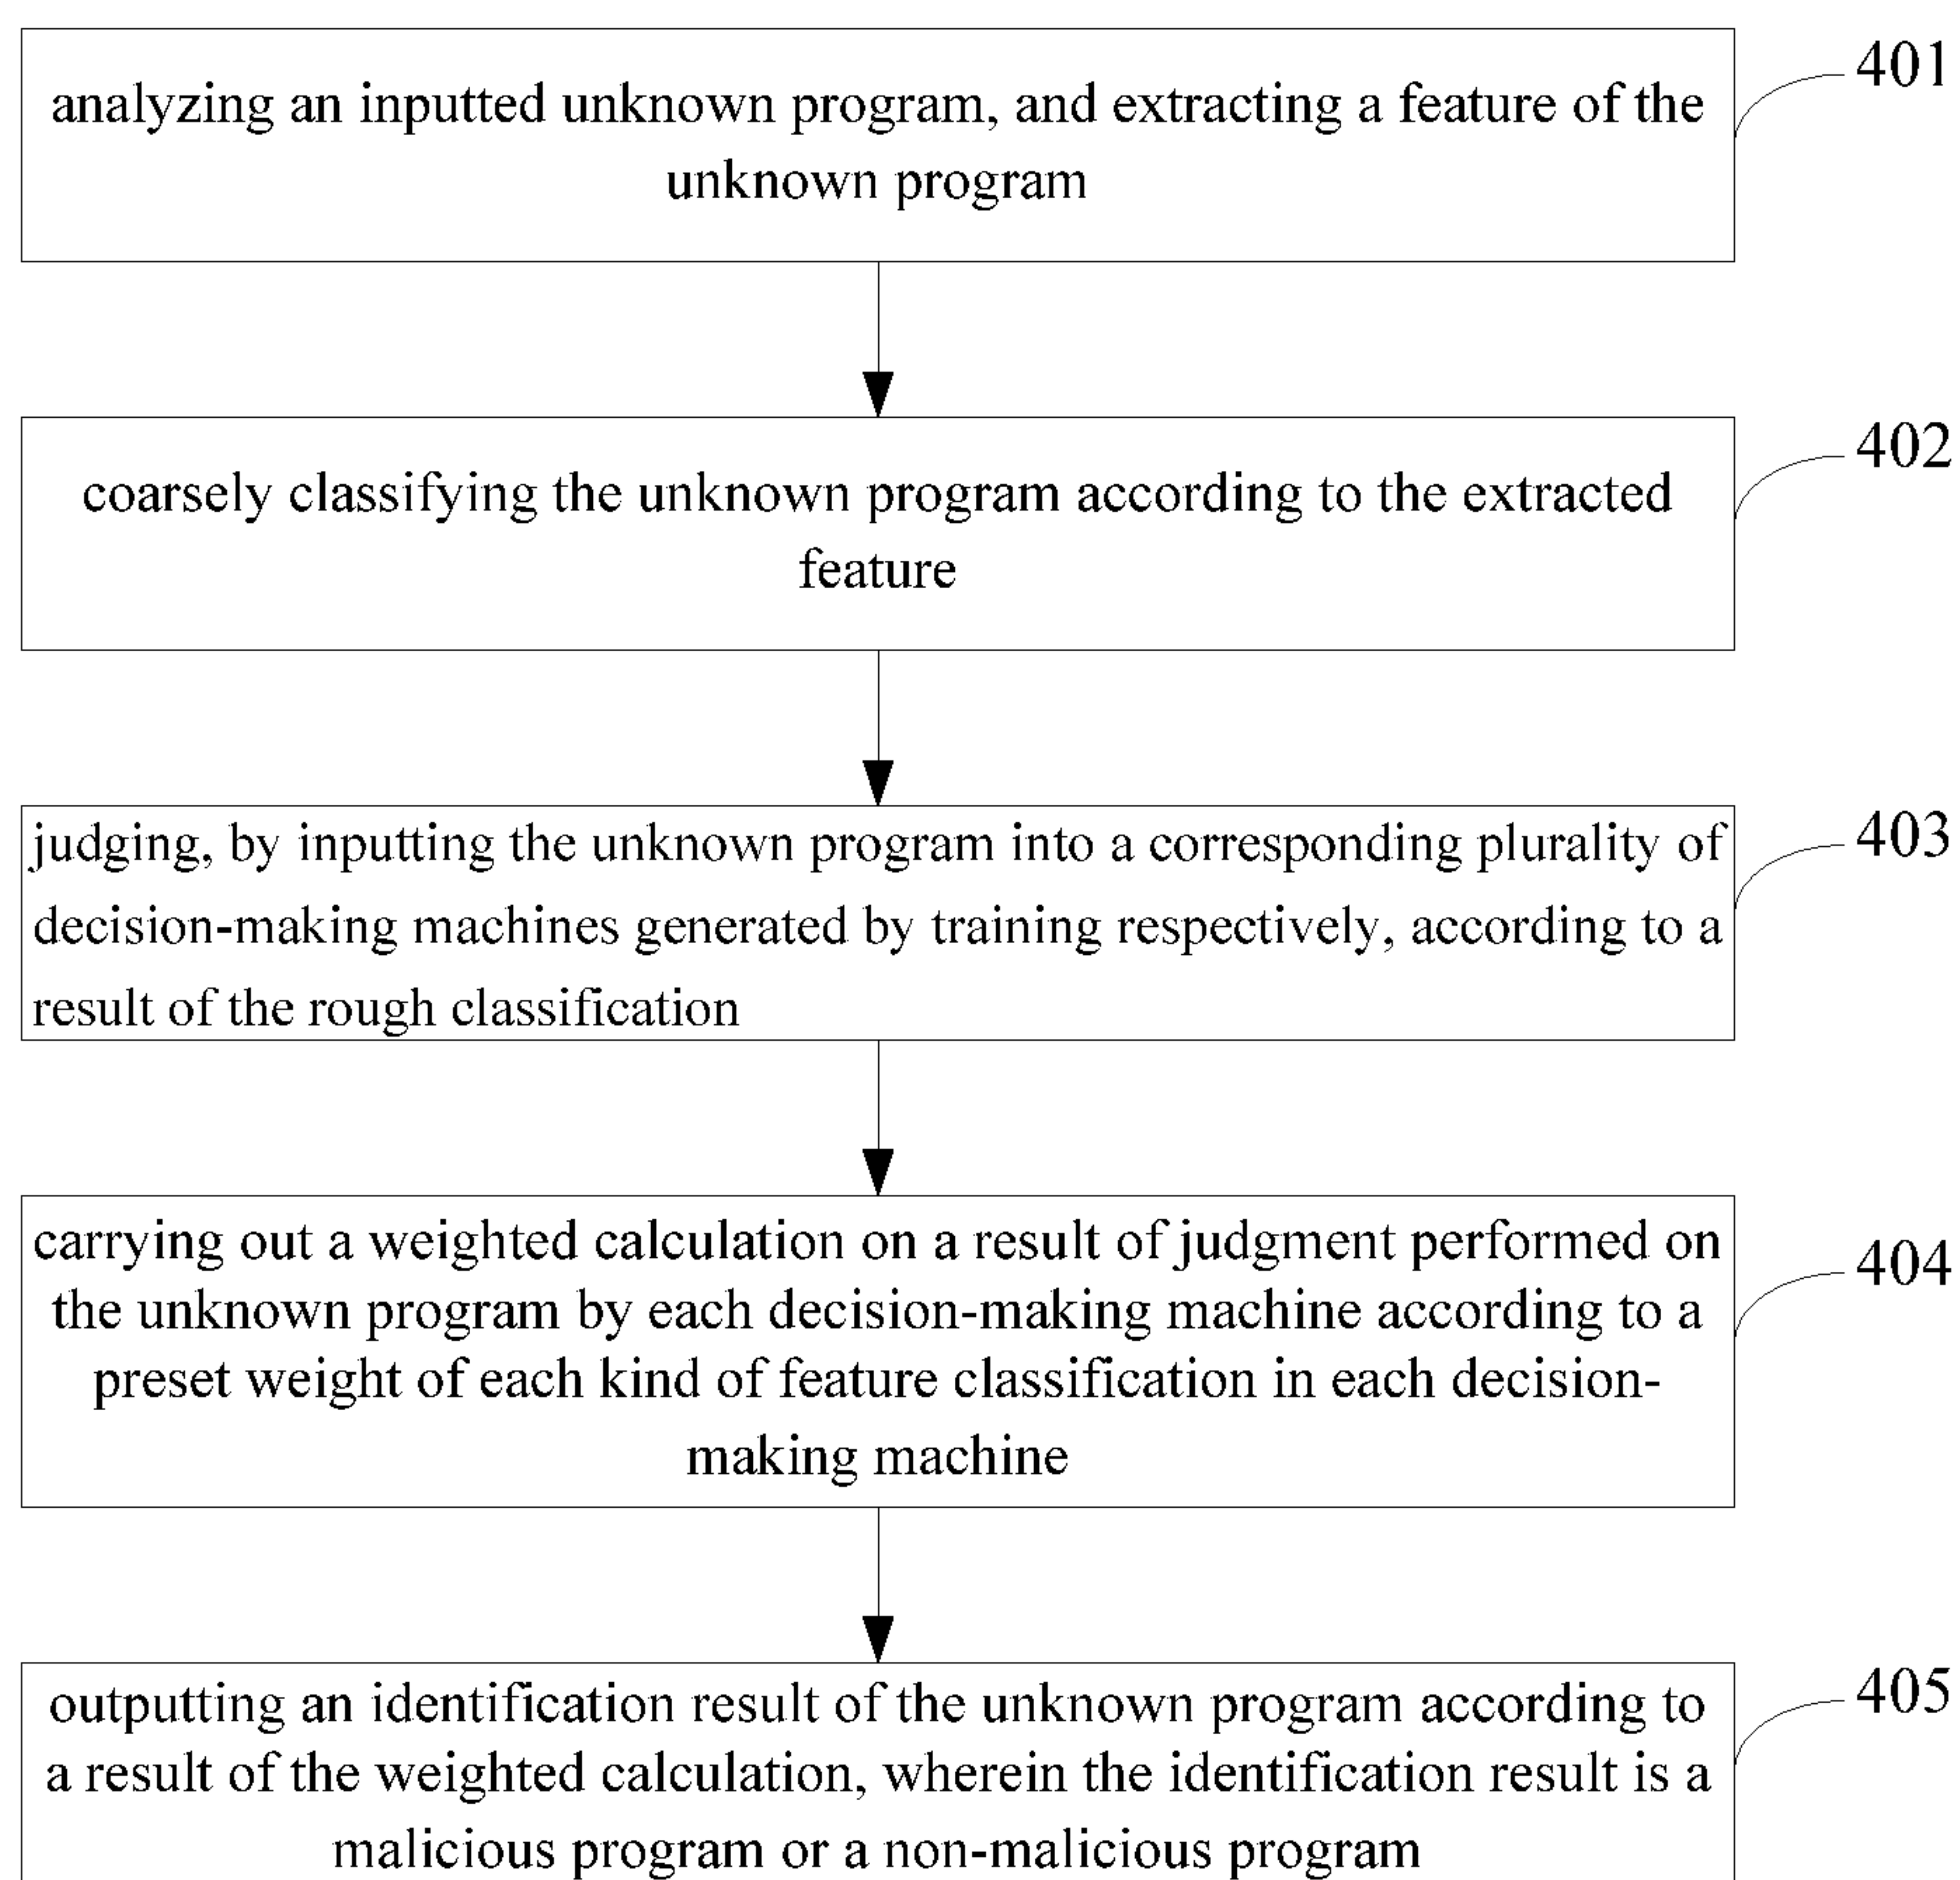 analyzing an inputted unknown program, and extracting a feature of the
unknown program
401
coarsely classifying the unknown program according to the extracted
feature
402
judging, by inputting the unknown program into a corresponding plurality of
decision-making machines generated by training respectively, according to a
result of the rough classification
403
carrying out a weighted calculation on a result of judgment performed on
the unknown program by each decision-making machine according to a
preset weight of each kind of feature classification in each decision-
making machine
404
outputting an identification result of the unknown program according to
a result of the weighted calculation, wherein the identification result is a
malicious program or a non-malicious program
405